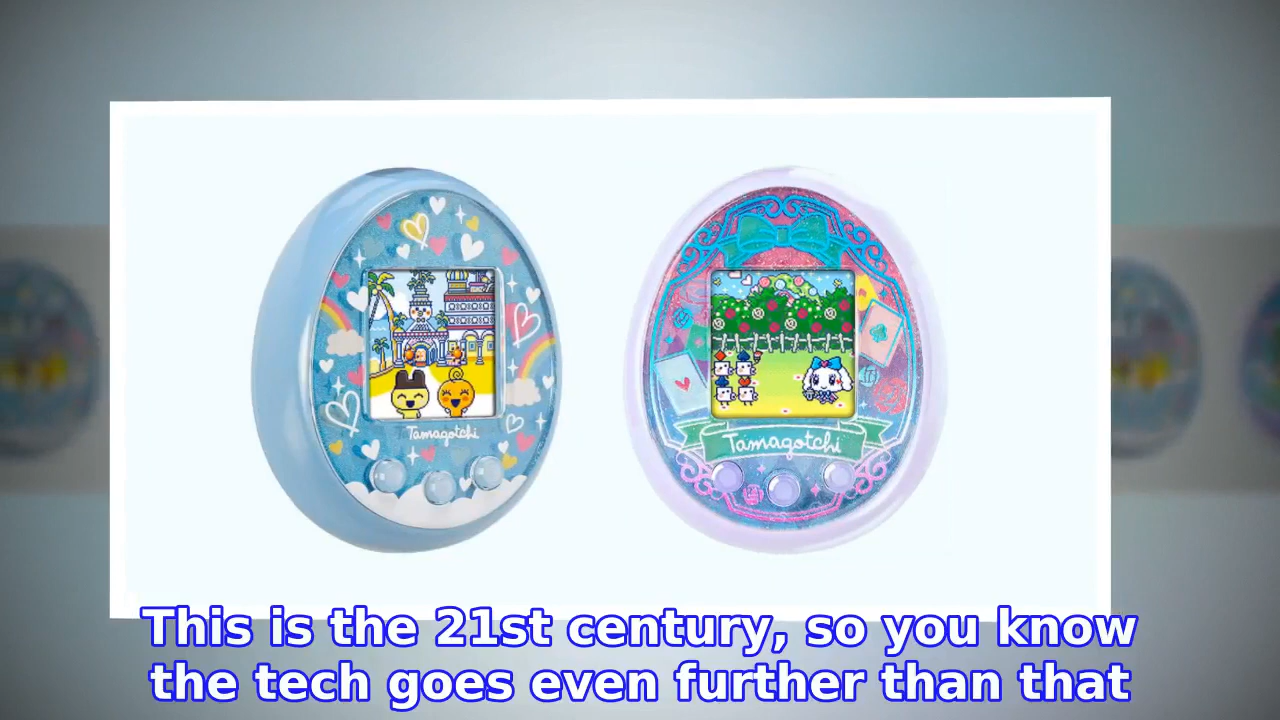 Tamagotchi
Tamagotchi
This is the 21st century, so you know
the tech goes even further than that